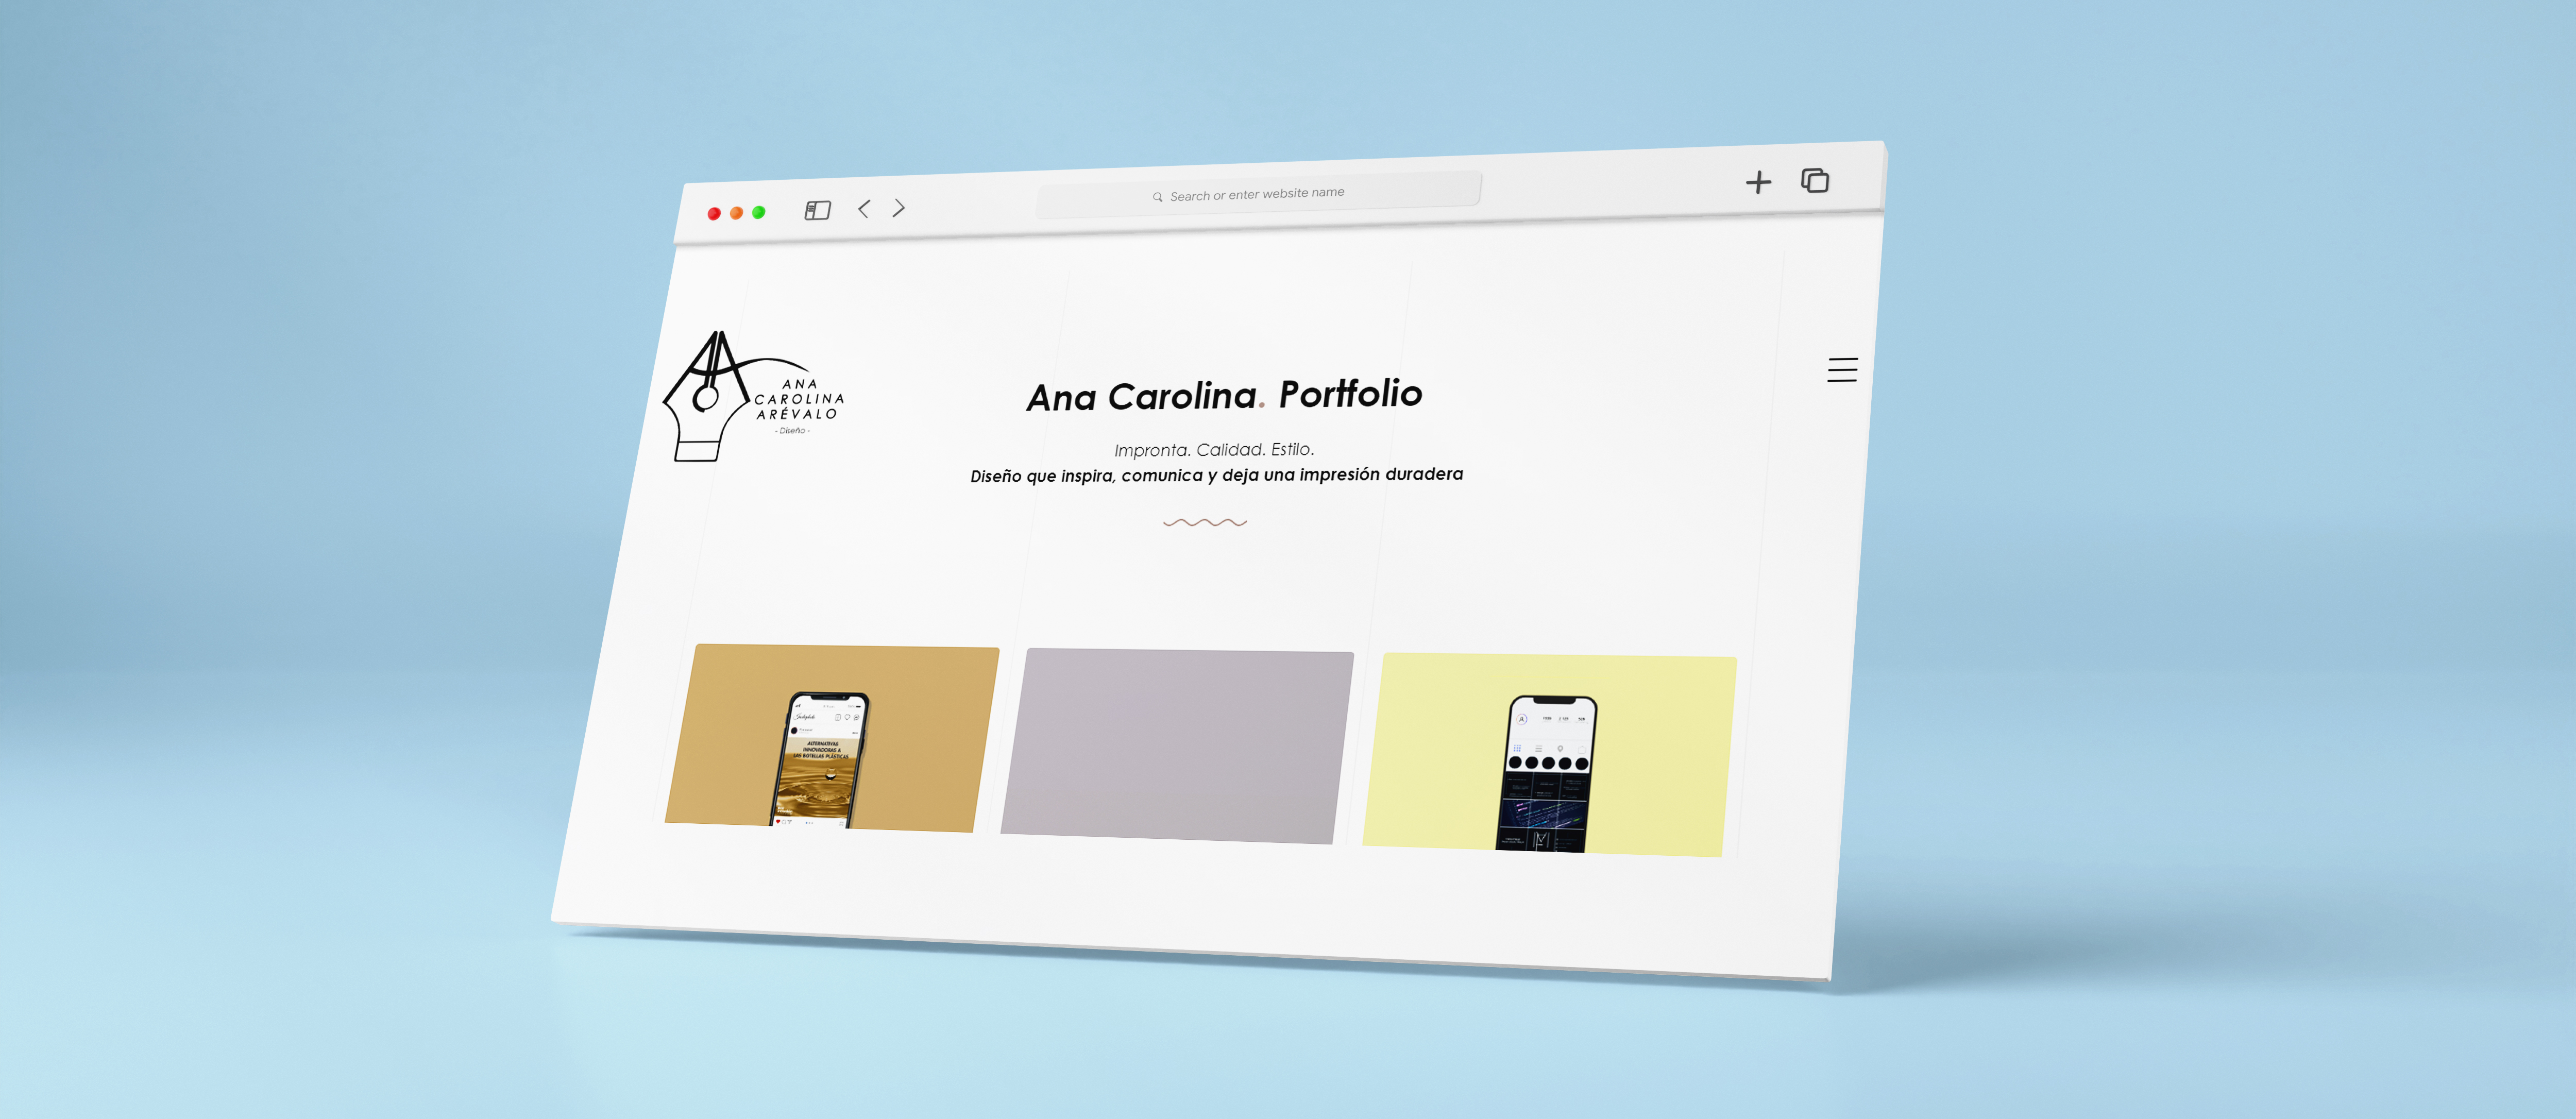 Search or enter website name
ANA
CAROLINA
ARÉVALO
- Diseño -
Ana Carolina. Portfolio
Impronta. Calidad. Estilo.
Diseño que inspira, comunica y deja una impresión duradera
ALTERNATIVAS
INNOVADORAS A
LAS BOTELLAS PLÁSTICAS
A